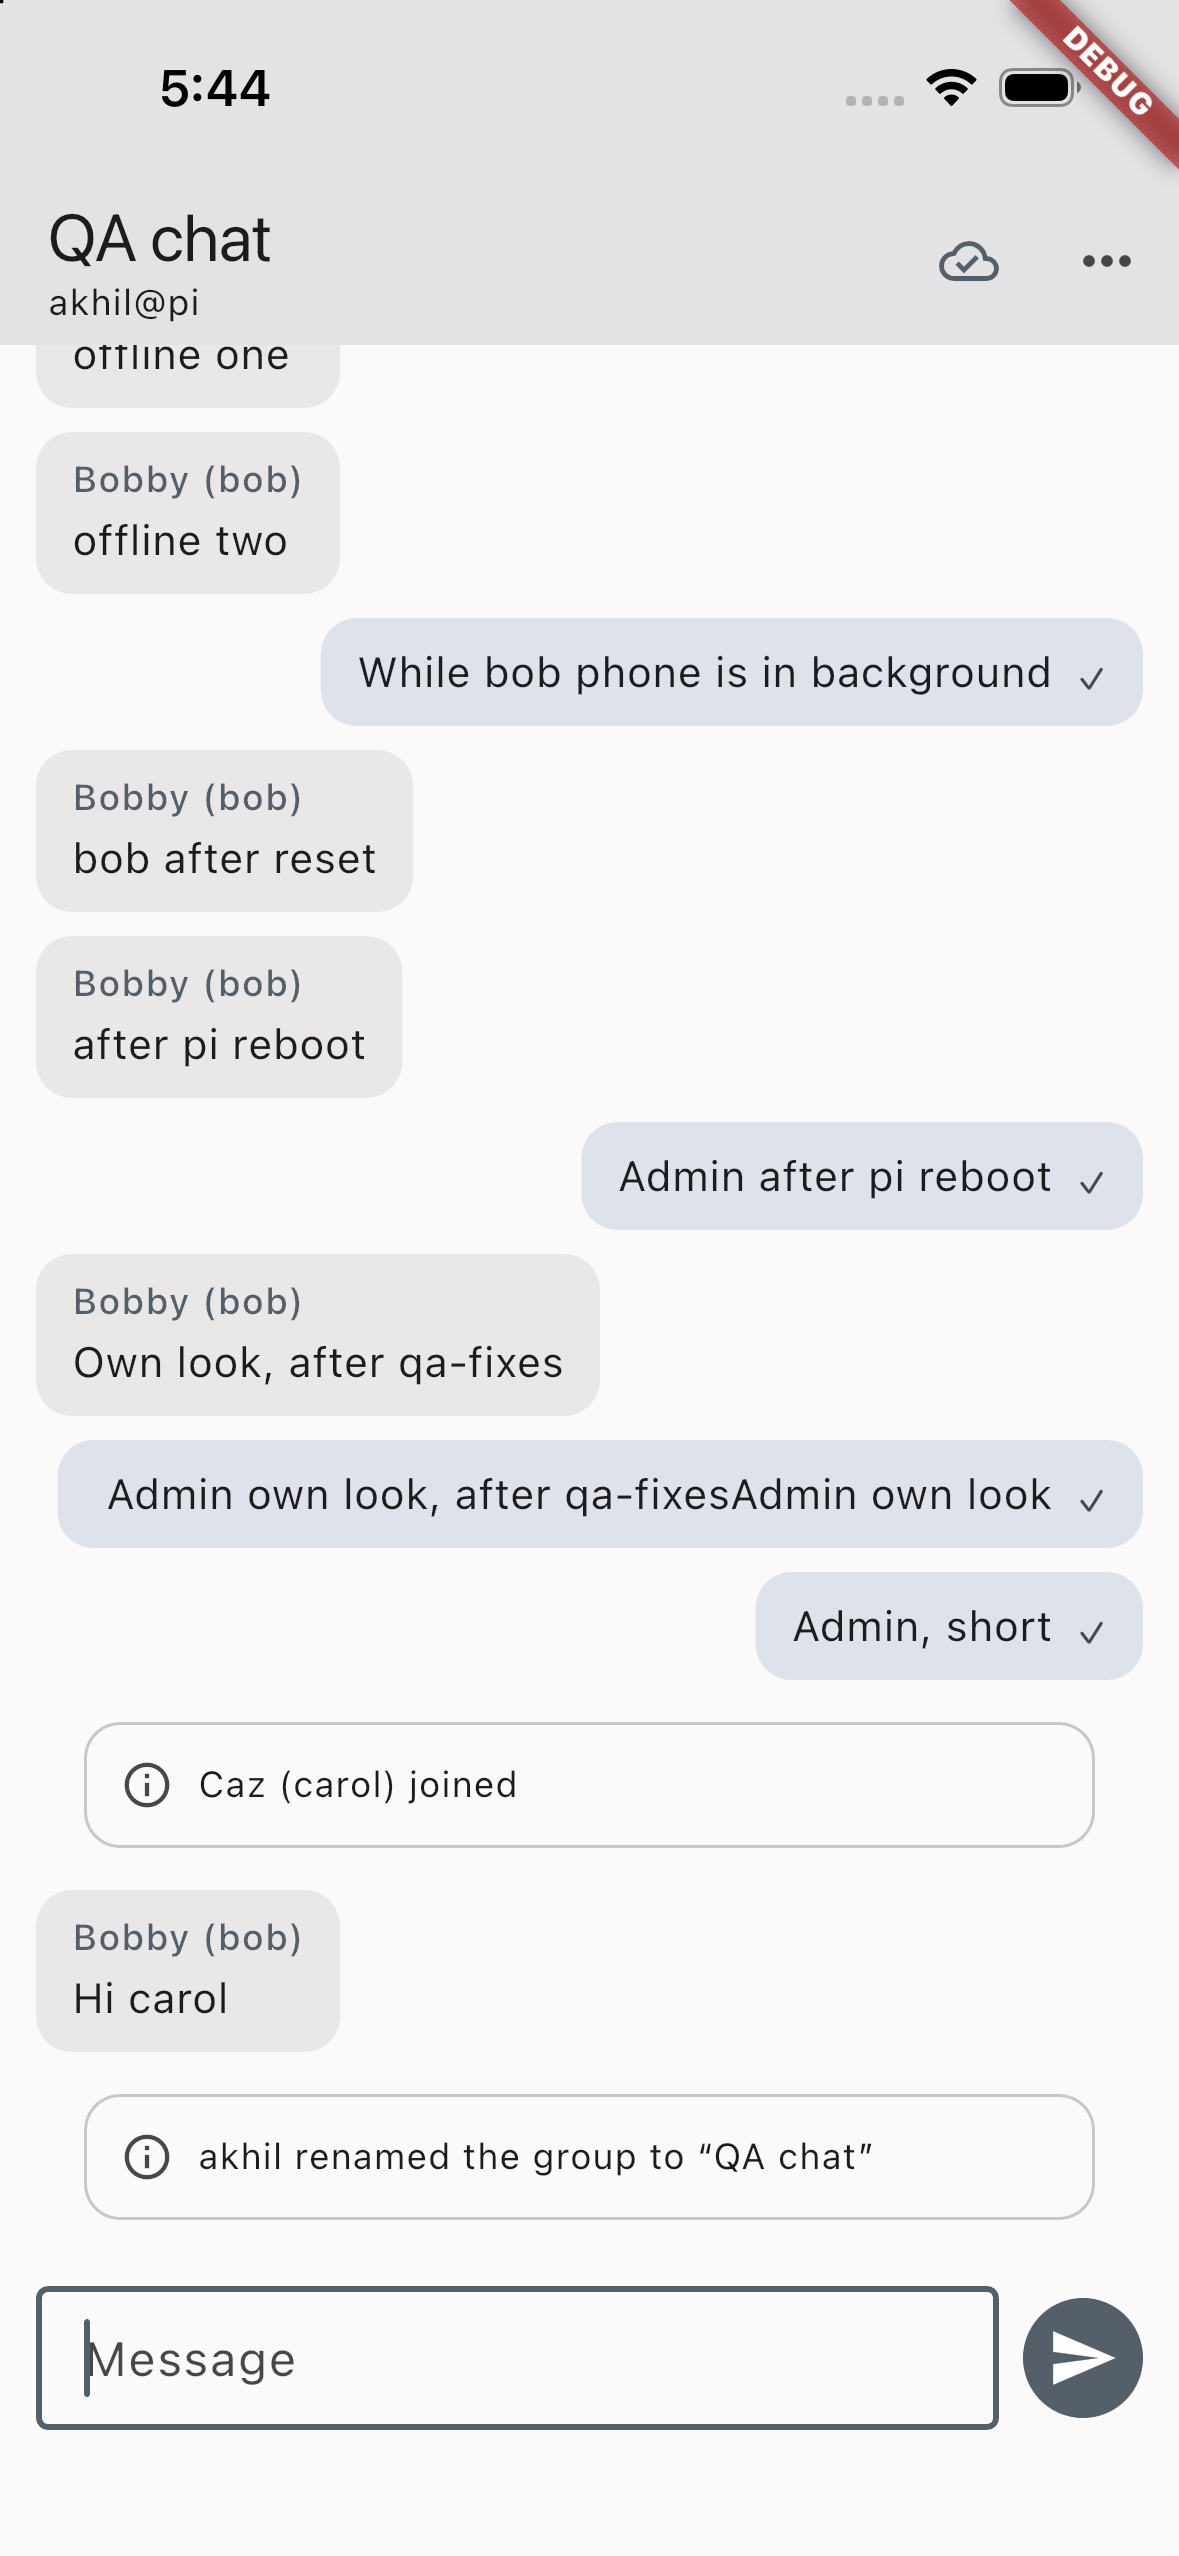 5:44
DEBUG
QA chat
akhil@pi
offline one
Bobby (bob)
offline two
While bob phone is in background ✓
Bobby (bob)
bob after reset
Bobby (bob)
after pi reboot
Admin after pi reboot ✓
Bobby (bob)
Own look, after qa-fixes
Admin own look, after qa-fixesAdmin own look ✓
Admin, short ✓
Caz (carol) joined
Bobby (bob)
Hi carol
akhil renamed the group to “QA chat”
Message